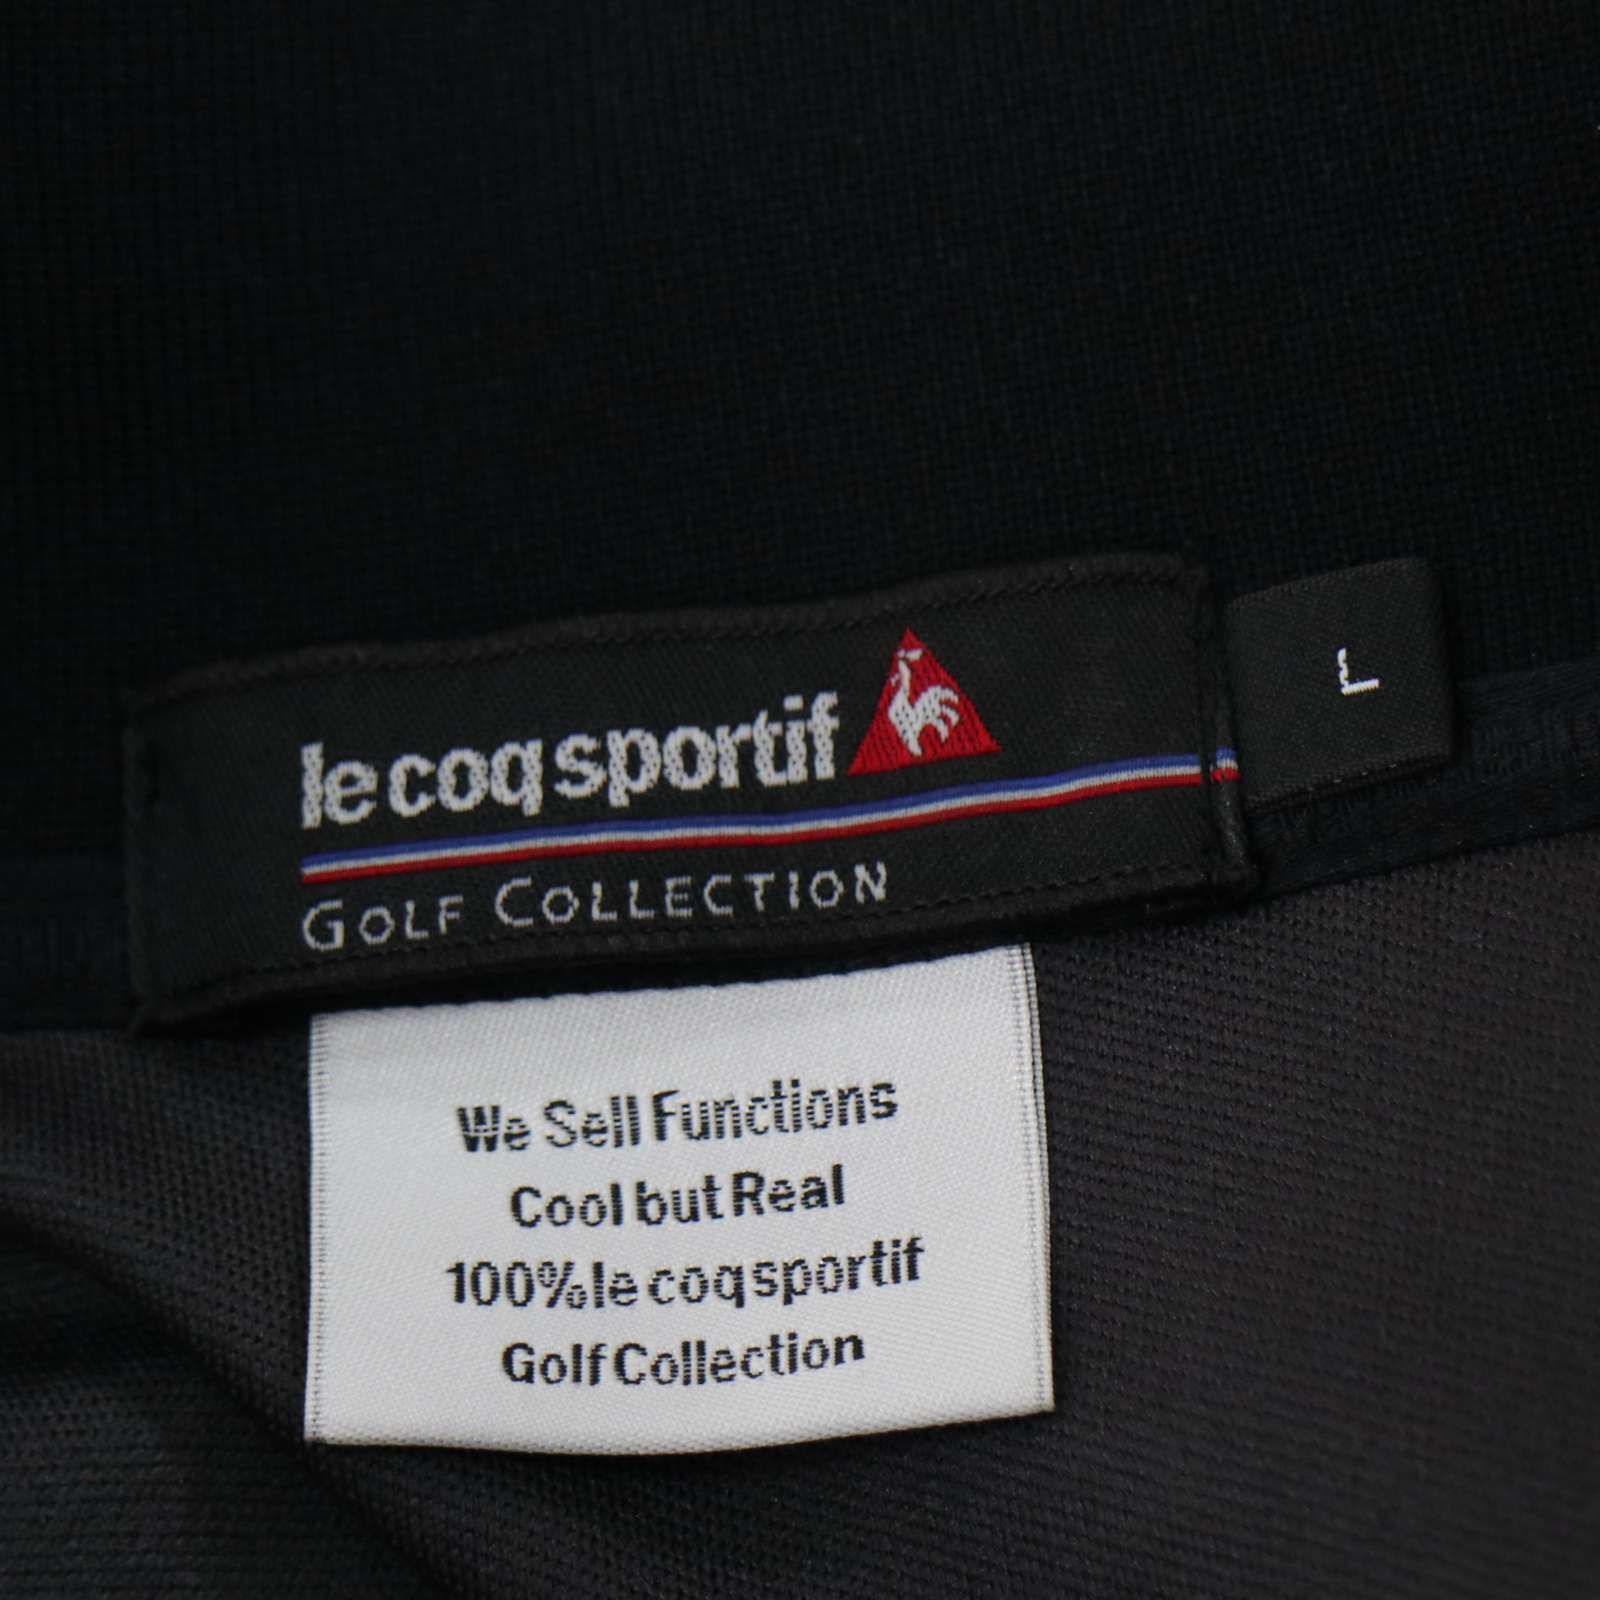 le coq sportif
L
GOLF COLLECTION
We Sell Functions
Cool but Real
100% le coq sportif
Golf Collection